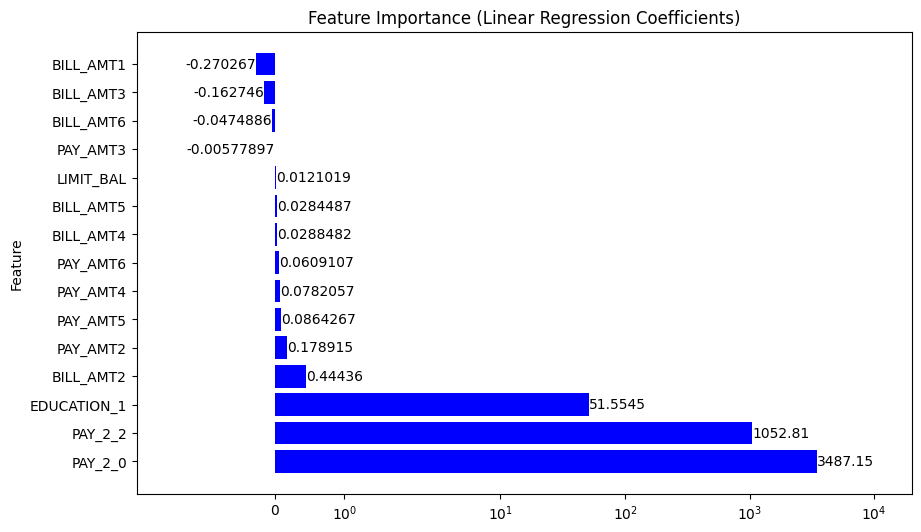 Feature Importance (Linear Regression Coefficients)
Feature
BILL_AMT1 -0.270267
BILL_AMT3 -0.162746
BILL_AMT6 -0.0474886
PAY_AMT3 -0.00577897
LIMIT_BAL 0.0121019
BILL_AMT5 0.0284487
BILL_AMT4 0.0288482
PAY_AMT6 0.0609107
PAY_AMT4 0.0782057
PAY_AMT5 0.0864267
PAY_AMT2 0.178915
BILL_AMT2 0.44436
EDUCATION_1 51.5545
PAY_2_2 1052.81
PAY_2_0 3487.15
0 10⁰ 10¹ 10² 10³ 10⁴